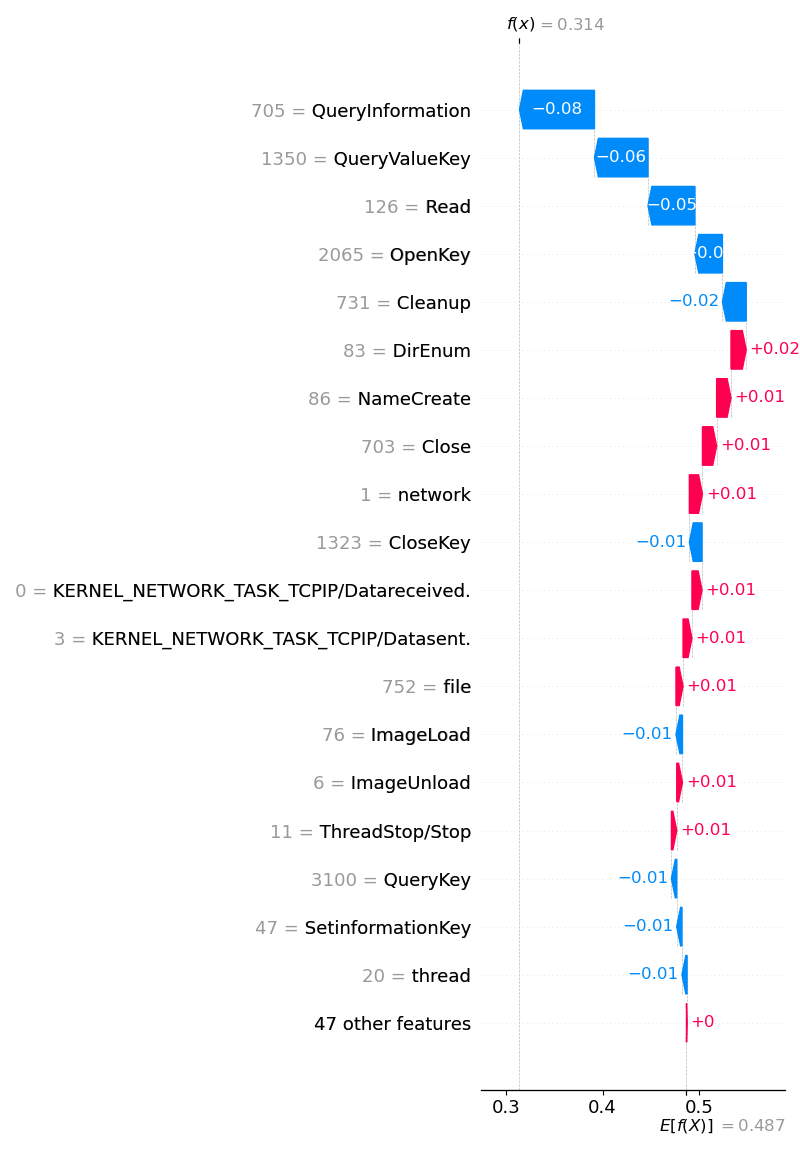 f(x) = 0.314
705 = QueryInformation −0.08
1350 = QueryValueKey −0.06
126 = Read −0.05
2065 = OpenKey
731 = Cleanup −0.02
83 = DirEnum +0.02
86 = NameCreate +0.01
703 = Close +0.01
1 = network +0.01
1323 = CloseKey −0.01
0 = KERNEL_NETWORK_TASK_TCPIP/Datareceived. +0.01
3 = KERNEL_NETWORK_TASK_TCPIP/Datasent. +0.01
752 = file +0.01
76 = ImageLoad −0.01
6 = ImageUnload +0.01
11 = ThreadStop/Stop +0.01
3100 = QueryKey −0.01
47 = SetinformationKey −0.01
20 = thread −0.01
47 other features +0
0.3 0.4 0.5
E[f(X)] = 0.487